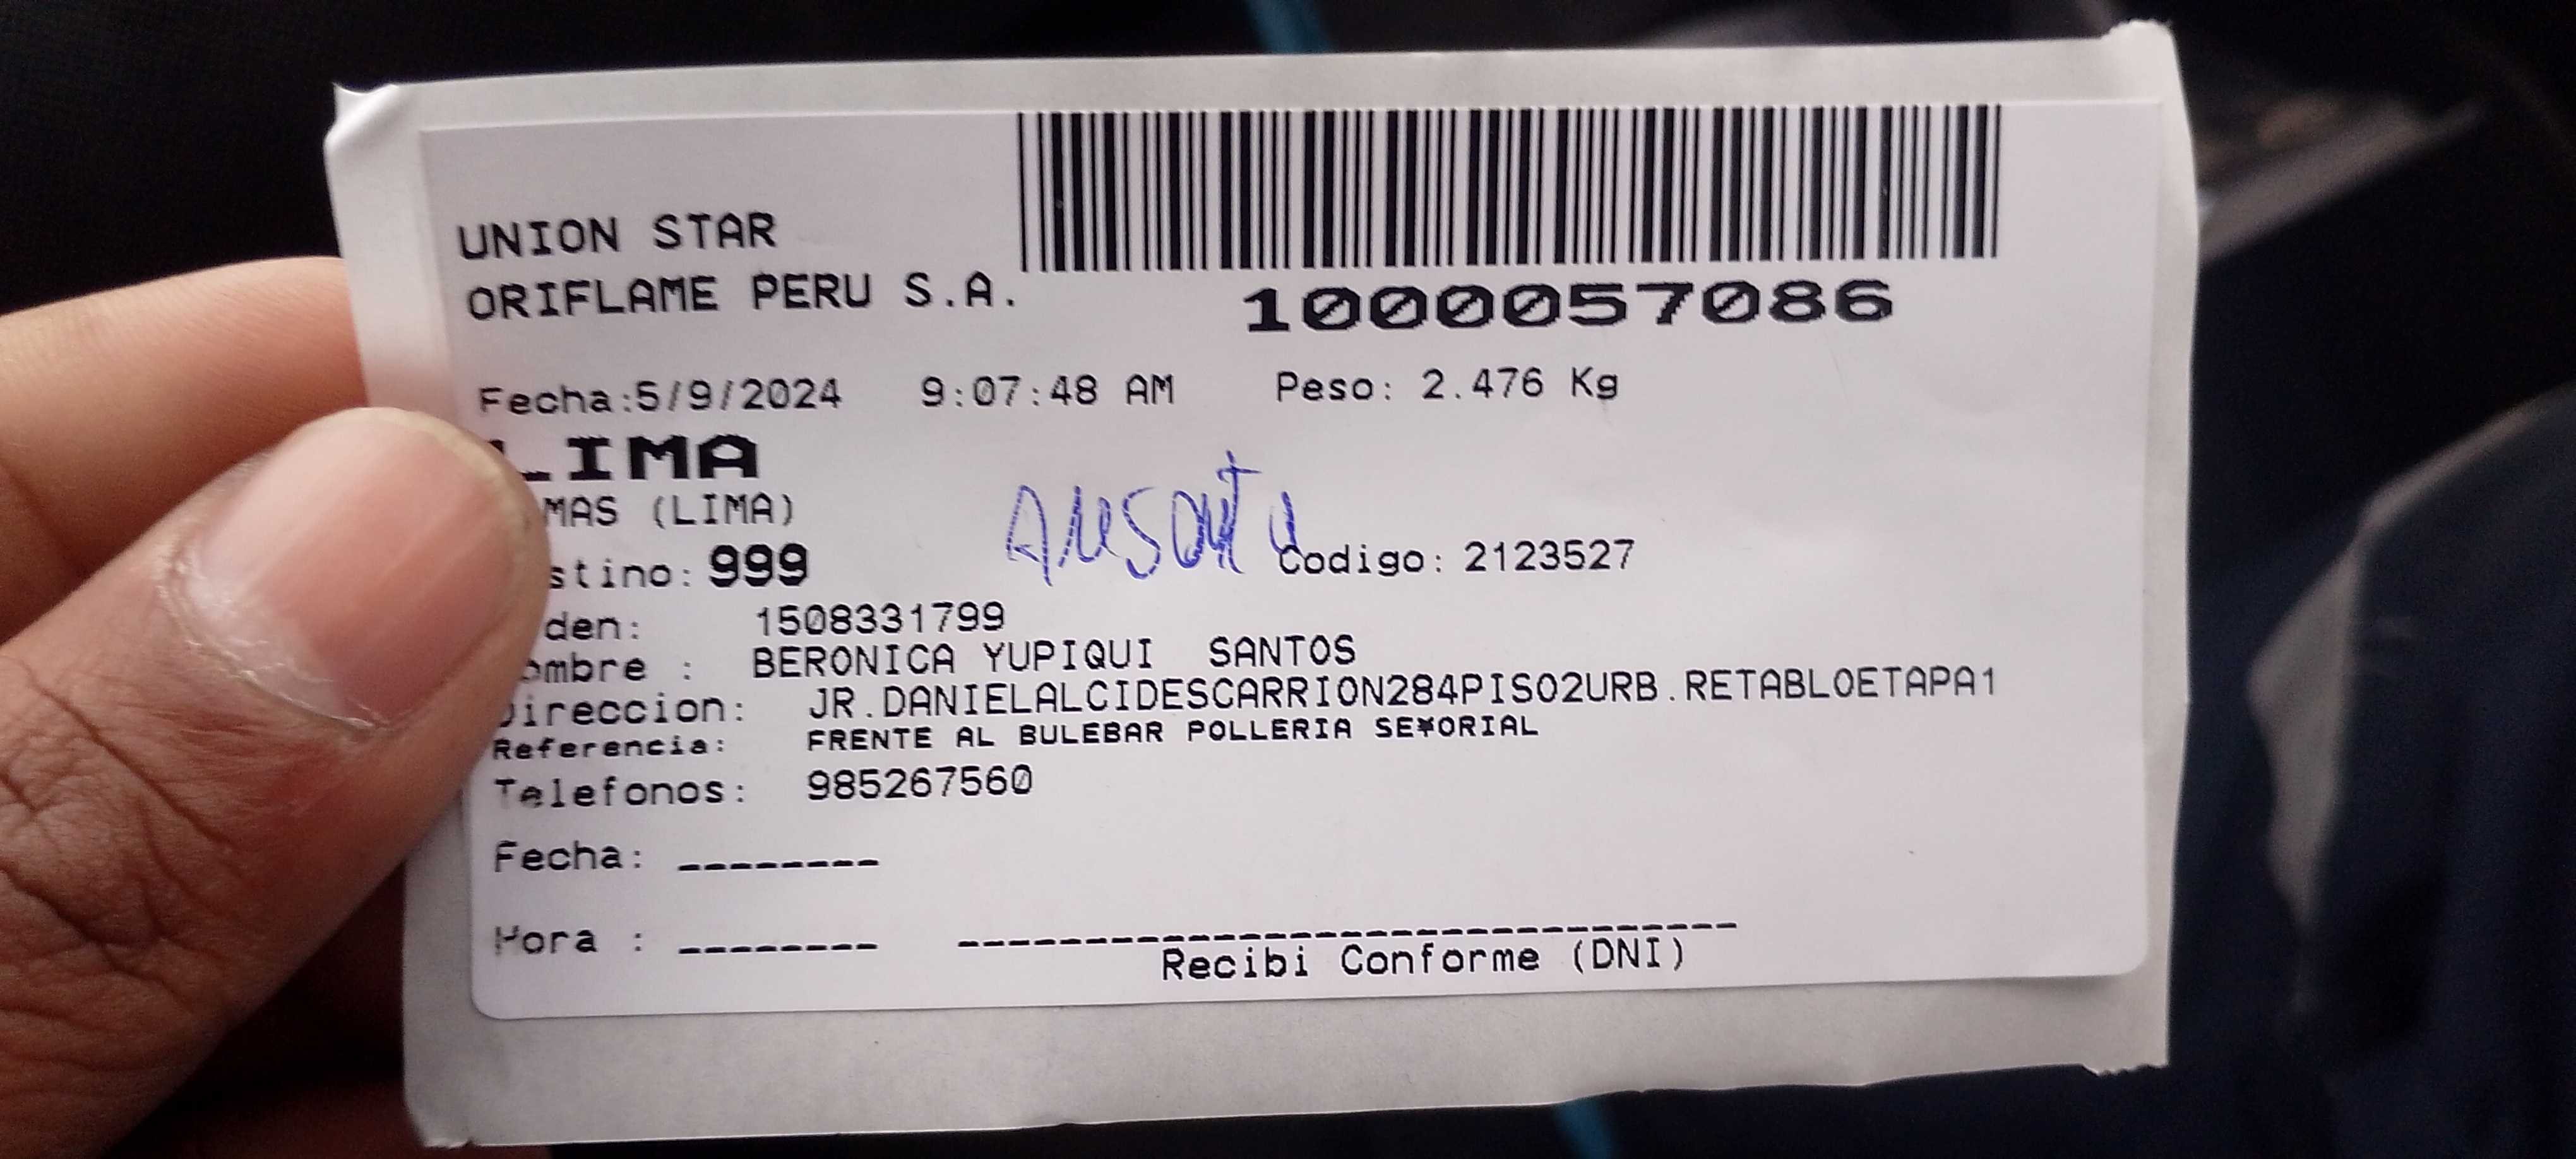 UNION STAR
ORIFLAME PERU S.A.
1000057086
Fecha:5/9/2024 9:07:48 AM Peso: 2.476 Kg
LIMA
MAS (LIMA)
stino: 999
Codigo: 2123527
den: 1508331799
ombre : BERONICA YUPIQUI SANTOS
Direccion: JR.DANIELALCIDESCARRION284PISO2URB.RETABLOETAPA1
Referencia: FRENTE AL BULEBAR POLLERIA SE¥ORIAL
Telefonos: 985267560
Fecha: --------
Hora : --------
Recibi Conforme (DNI)